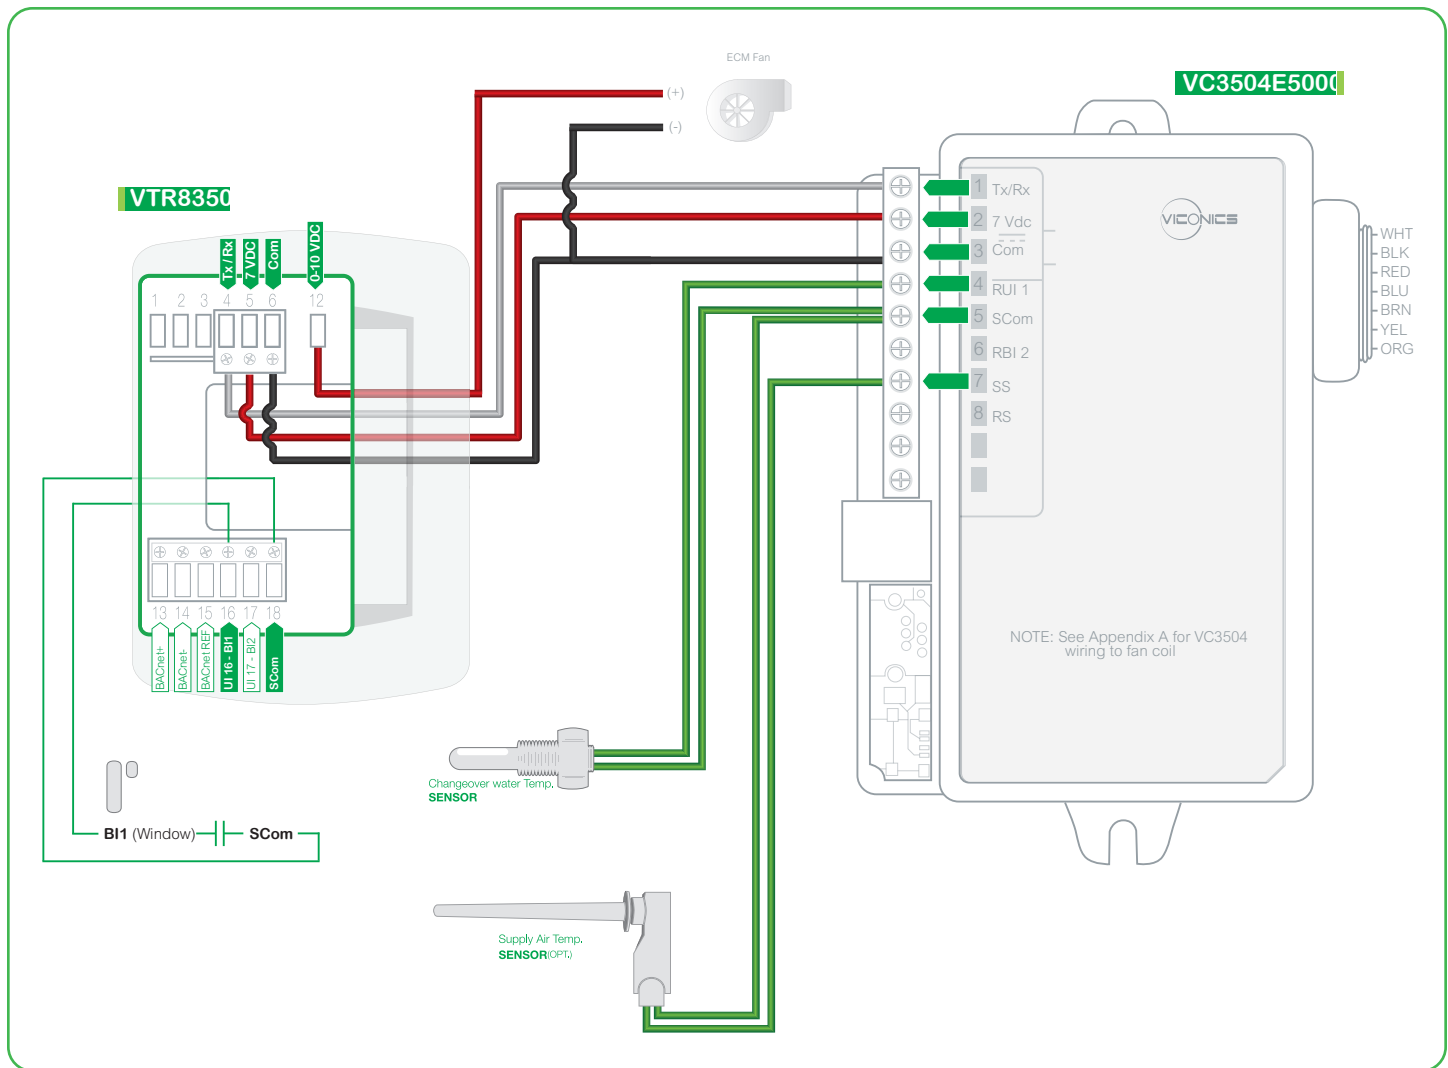 ECM Fan
VC3504E5000
(+)
(-)
VTR8350
Tx / Rx
7 VDC
Com
0-10 VDC
1
2
3
4
5
6
12
1 Tx/Rx
2 7 Vdc
3 Com
4 RUI 1
5 SCom
6 RBI 2
7 SS
8 RS
VICONICS
WHT
BLK
RED
BLU
BRN
YEL
ORG
13
14
15
16
17
18
BACnet+
BACnet-
BACnet REF
UI 16 - BI1
UI 17 - BI2
SCom
NOTE: See Appendix A for VC3504
wiring to fan coil
Changeover water Temp.
SENSOR
BI1 (Window)
SCom
Supply Air Temp.
SENSOR(OPT.)